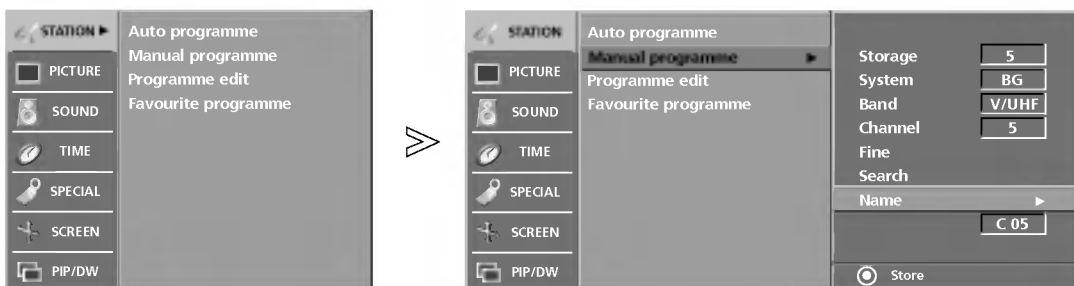 STATION
PICTURE
SOUND
TIME
SPECIAL
SCREEN
PIP/DW
Auto programme
Manual programme
Programme edit
Favourite programme
STATION
PICTURE
SOUND
TIME
SPECIAL
SCREEN
PIP/DW
Auto programme
Manual programme
Programme edit
Favourite programme
Storage 5
System BG
Band V/UHF
Channel 5
Fine
Search
Name
C 05
Store